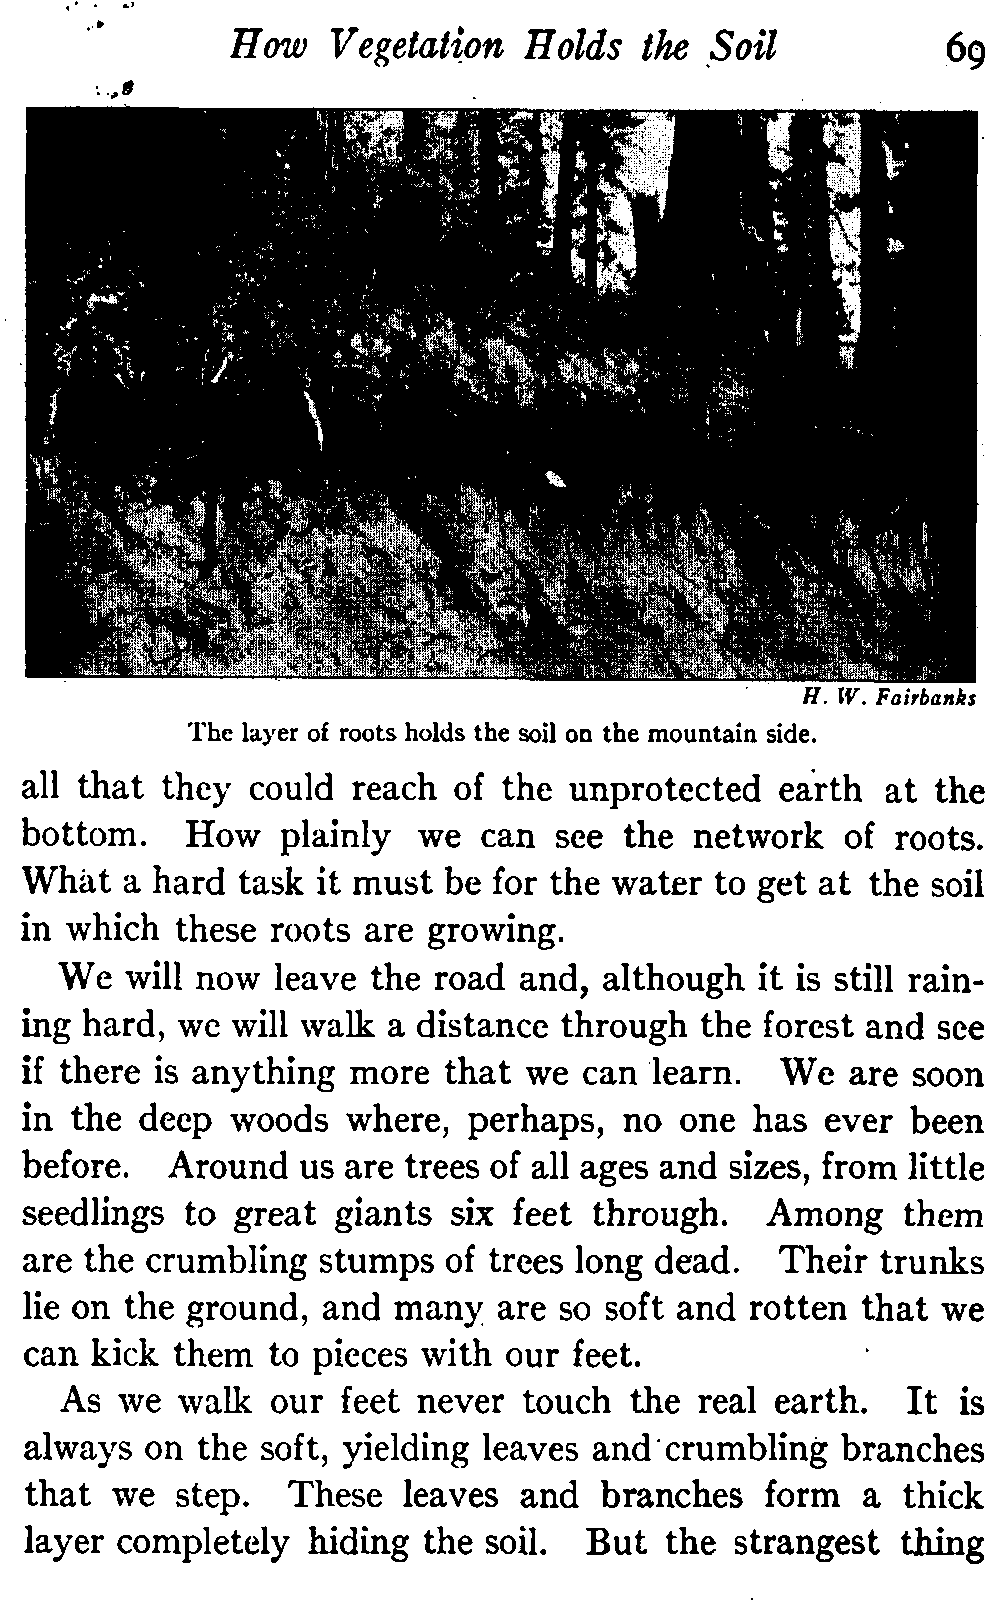 How Vegetation Holds the Soil 69
H. W. Fairbanks
The layer of roots holds the soil on the mountain side.
all that they could reach of the unprotected earth at the
bottom. How plainly we can see the network of roots.
What a hard task it must be for the water to get at the soil
in which these roots are growing.
We will now leave the road and, although it is still rain-
ing hard, we will walk a distance through the forest and see
if there is anything more that we can learn. We are soon
in the deep woods where, perhaps, no one has ever been
before. Around us are trees of all ages and sizes, from little
seedlings to great giants six feet through. Among them
are the crumbling stumps of trees long dead. Their trunks
lie on the ground, and many are so soft and rotten that we
can kick them to pieces with our feet.
As we walk our feet never touch the real earth. It is
always on the soft, yielding leaves and crumbling branches
that we step. These leaves and branches form a thick
layer completely hiding the soil. But the strangest thing